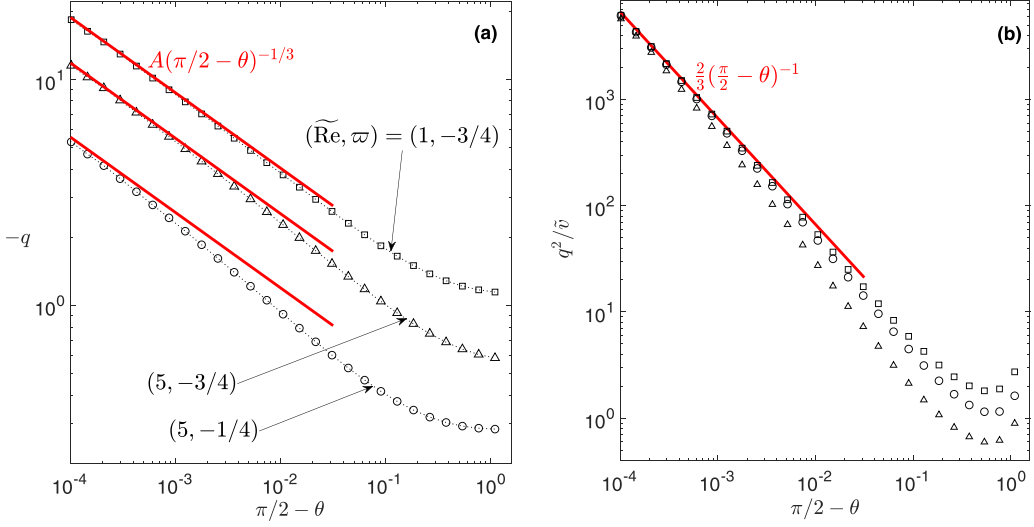 (a)
A(π/2 − θ)^{−1/3}
(R̃e, ϖ) = (1, −3/4)
(5, −3/4)
(5, −1/4)
−q
10^1
10^0
10^{-4} 10^{-3} 10^{-2} 10^{-1} 10^0
π/2 − θ
(b)
\frac{2}{3}(\frac{π}{2} − θ)^{−1}
q^2/ṽ
10^3
10^2
10^1
10^0
10^{-4} 10^{-3} 10^{-2} 10^{-1} 10^0
π/2 − θ